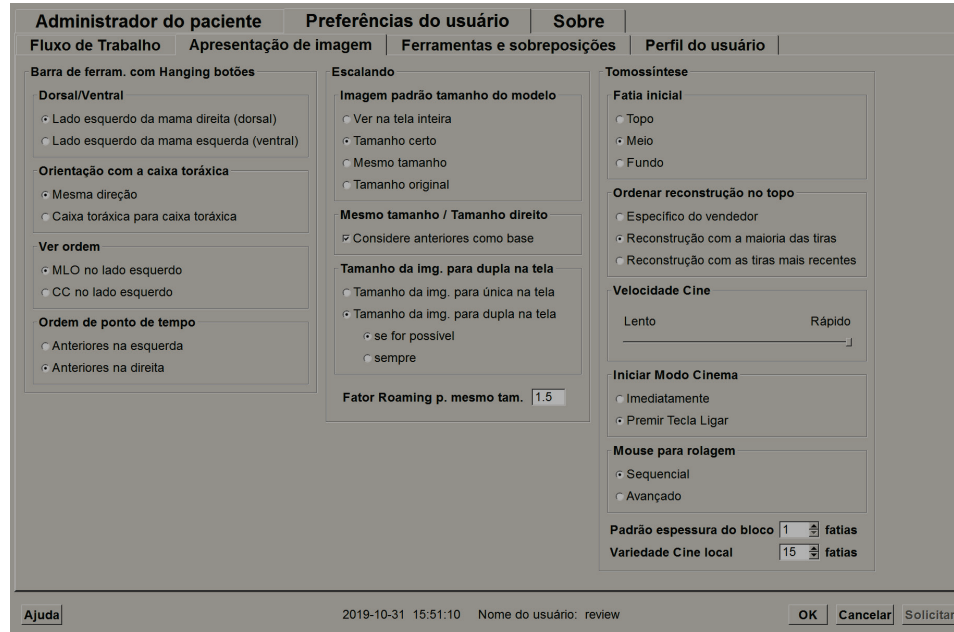 Administrador do paciente
Preferências do usuário
Sobre
Fluxo de Trabalho
Apresentação de imagem
Ferramentas e sobreposições
Perfil do usuário
Barra de ferram. com Hanging botões
Dorsal/Ventral
Lado esquerdo da mama direita (dorsal)
Lado esquerdo da mama esquerda (ventral)
Orientação com a caixa toráxica
Mesma direção
Caixa toráxica para caixa toráxica
Ver ordem
MLO no lado esquerdo
CC no lado esquerdo
Ordem de ponto de tempo
Anteriores na esquerda
Anteriores na direita
Escalando
Imagem padrão tamanho do modelo
Ver na tela inteira
Tamanho certo
Mesmo tamanho
Tamanho original
Mesmo tamanho / Tamanho direito
Considere anteriores como base
Tamanho da img. para dupla na tela
Tamanho da img. para única na tela
Tamanho da img. para dupla na tela
se for possivel
sempre
Fator Roaming p. mesmo tam. 1.5
Tomossíntese
Fatia inicial
Topo
Meio
Fundo
Ordenar reconstrução no topo
Específico do vendedor
Reconstrução com a maioria das tiras
Reconstrução com as tiras mais recentes
Velocidade Cine
Lento Rápido
Iniciar Modo Cinema
Imediatamente
Premir Tecla Ligar
Mouse para rolagem
Sequencial
Avançado
Padrão espessura do bloco 1 fatias
Variedade Cine local 15 fatias
Ajuda
2019-10-31 15:51:10 Nome do usuário: review
OK
Cancelar
Solicitar